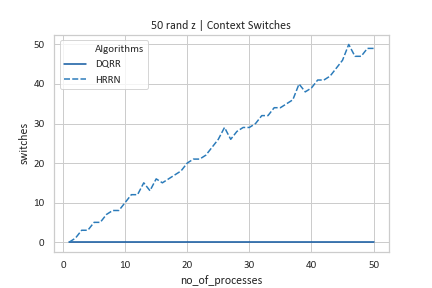 50 rand z | Context Switches
Algorithms
DQRR
HRRN
switches
50
40
30
20
10
0
0 10 20 30 40 50
no_of_processes